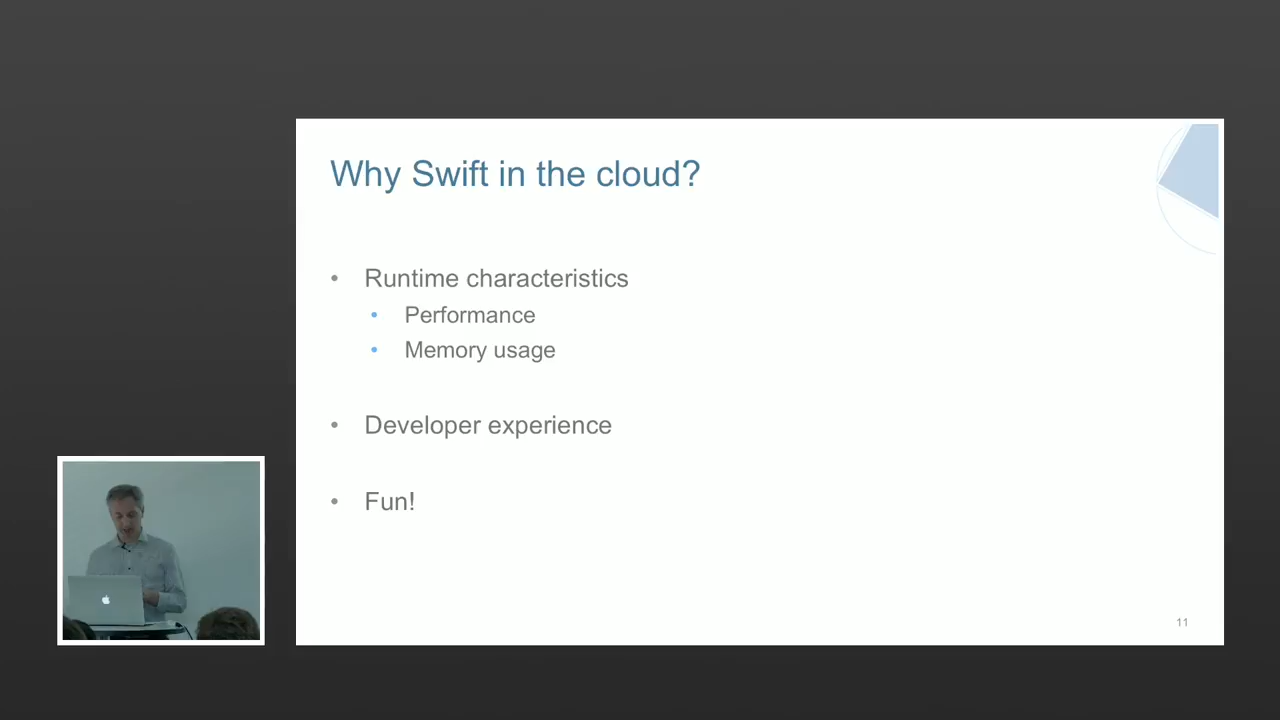 Why Swift in the cloud?
• Runtime characteristics
• Performance
• Memory usage
• Developer experience
• Fun!
11